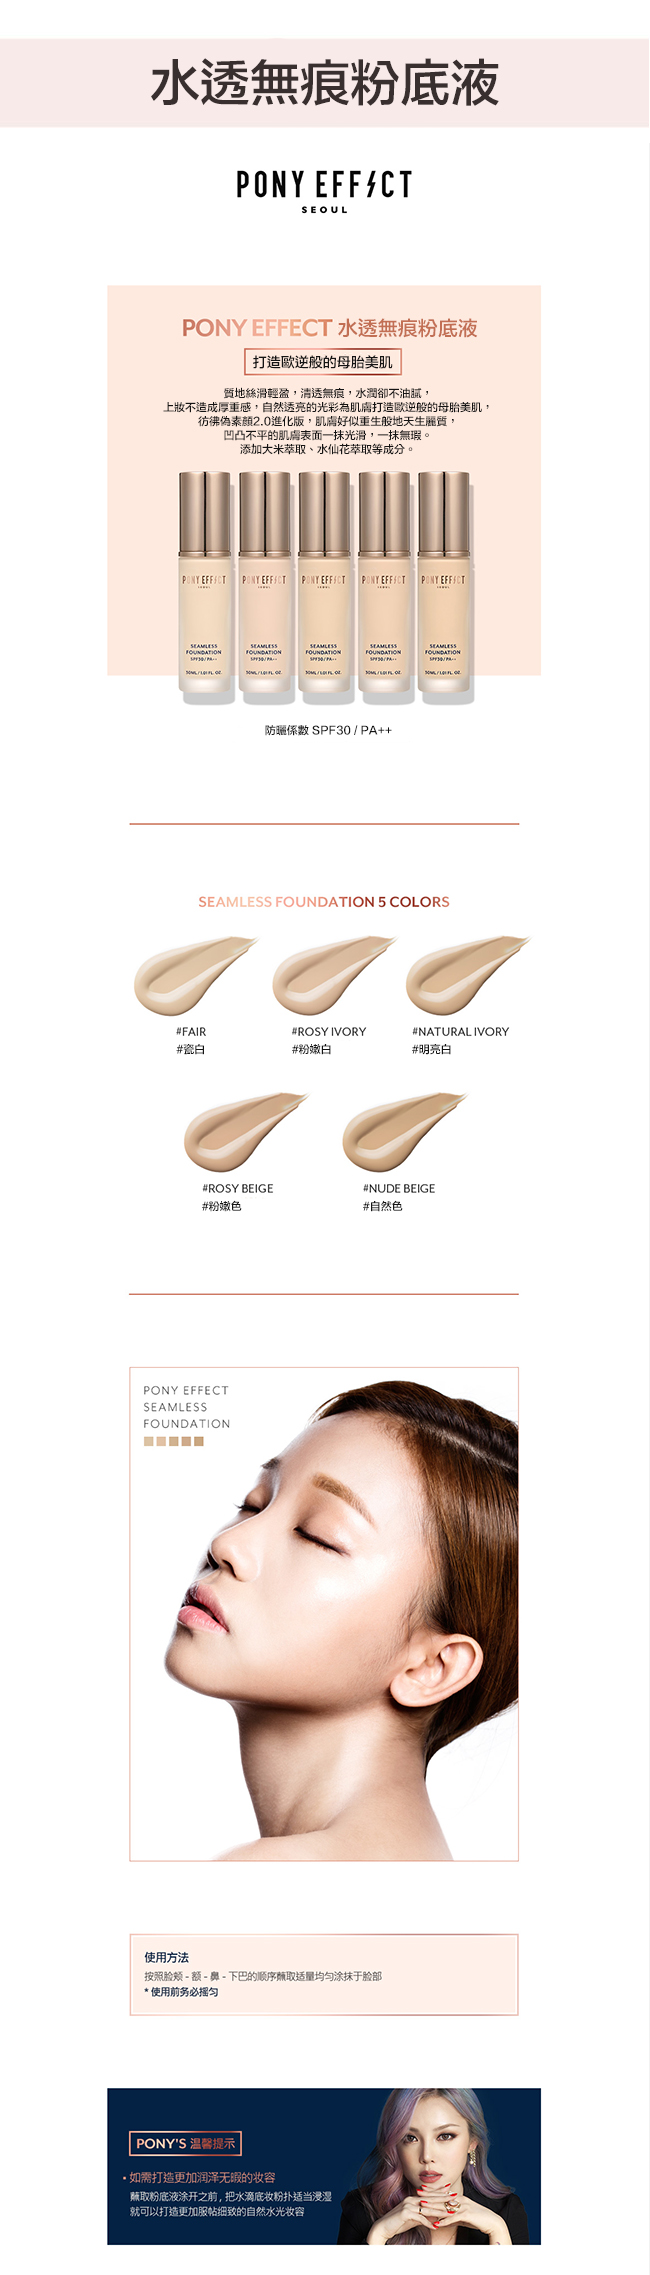 水透無痕粉底液
PONY EFFECT
SEOUL
PONY EFFECT 水透無痕粉底液
打造歐逆般的母胎美肌
質地絲滑輕盈，清透無痕，水潤卻不油膩，
上妝不造成厚重感，自然透亮的光彩為肌膚打造歐逆般的母胎美肌，
彷彿偽素顏2.0進化版，肌膚好似重生般地天生麗質，
凹凸不平的肌膚表面一抹光滑，一抹無瑕。
添加大米萃取、水仙花萃取等成分。
PONY EFFECT PONY EFFECT PONY EFFECT PONY EFFECT PONY EFFECT
SEOUL SEOUL SEOUL SEOUL SEOUL
SEAMLESS SEAMLESS SEAMLESS SEAMLESS SEAMLESS
FOUNDATION FOUNDATION FOUNDATION FOUNDATION FOUNDATION
SPF30/PA++ SPF30/PA++ SPF30/PA++ SPF30/PA++ SPF30/PA++
30ML/1.01 FL. OZ. 30ML/1.01 FL. OZ. 30ML/1.01 FL. OZ. 30ML/1.01 FL. OZ. 30ML/1.01 FL. OZ.
防曬係數 SPF30 / PA++
SEAMLESS FOUNDATION 5 COLORS
#FAIR #ROSY IVORY #NATURAL IVORY
#瓷白 #粉嫩白 #明亮白
#ROSY BEIGE #NUDE BEIGE
#粉嫩色 #自然色
PONY EFFECT
SEAMLESS
FOUNDATION
使用方法
按照脸颊 - 额 - 鼻 - 下巴的顺序蘸取适量均匀涂抹于脸部
* 使用前务必摇匀
PONY'S 溫馨提示
· 如需打造更加润泽无暇的妆容
蘸取粉底液涂开之前 , 把水滴底妆粉扑适当浸湿
就可以打造更加服帖细致的自然水光妆容